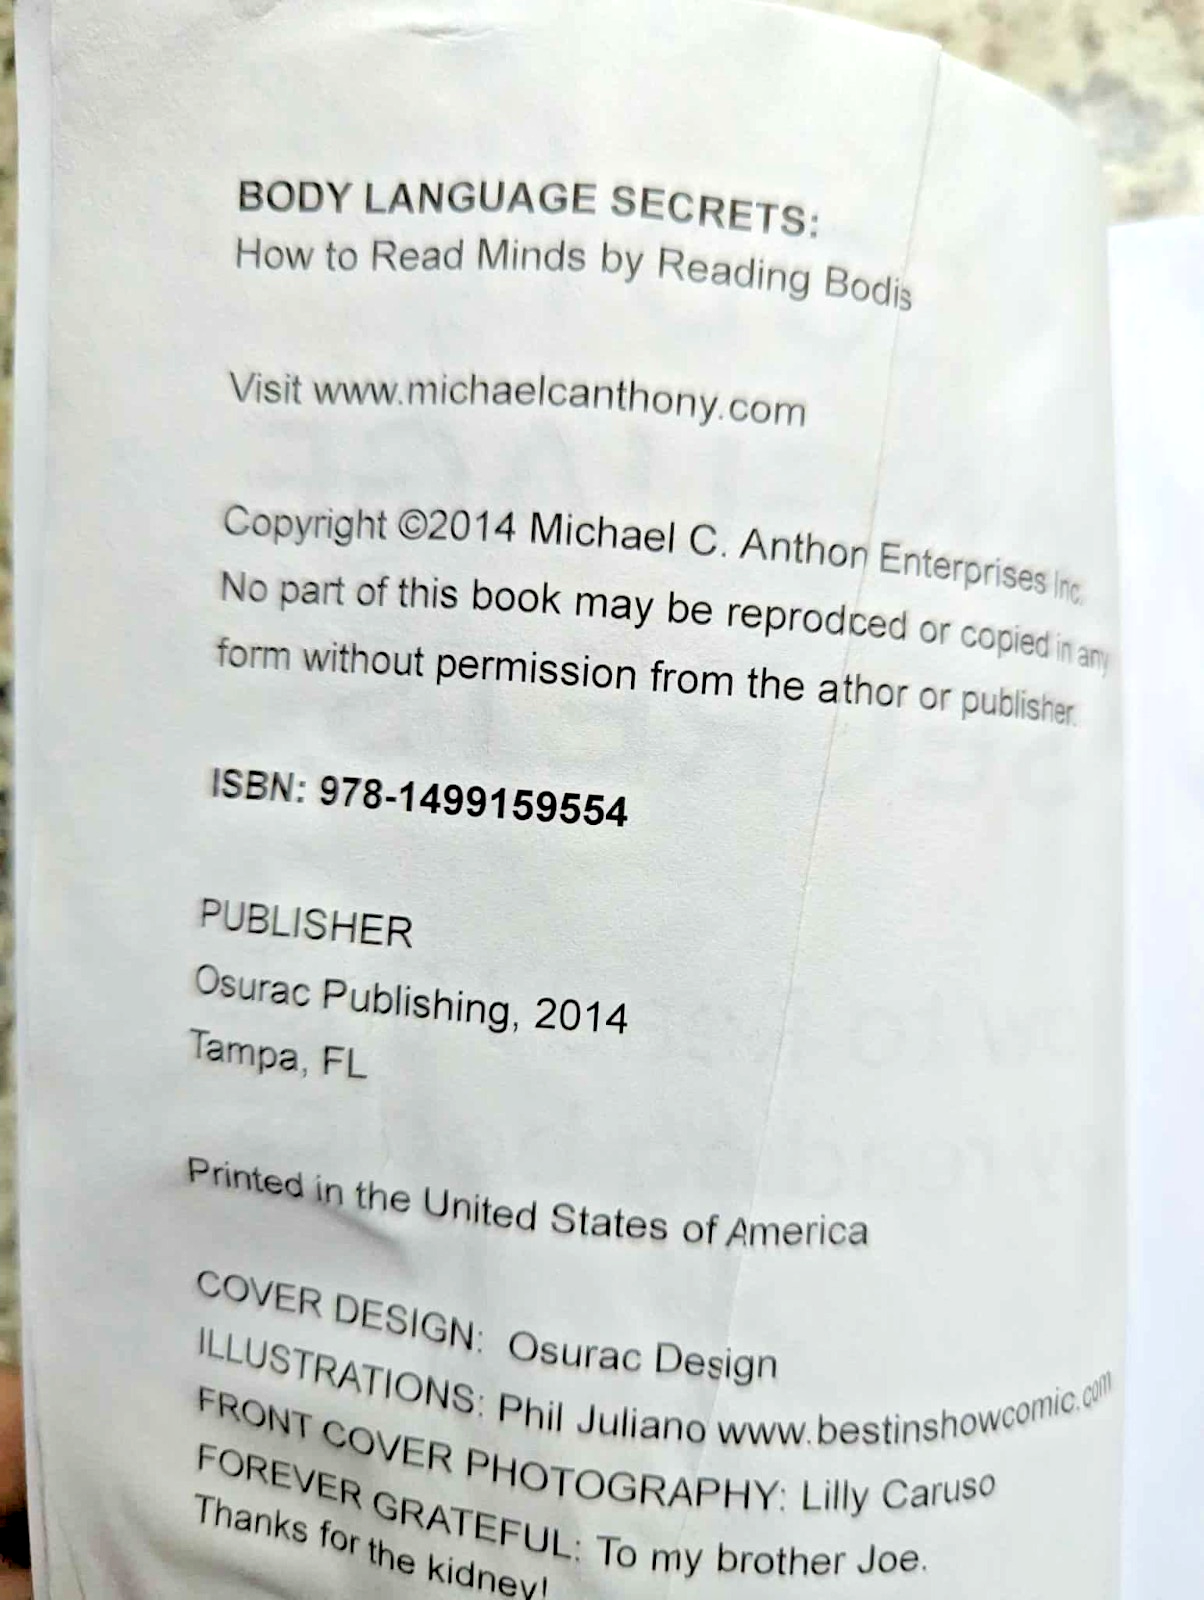 BODY LANGUAGE SECRETS:
How to Read Minds by Reading Bodis
Visit www.michaelcanthony.com
Copyright ©2014 Michael C. Anthon Enterprises Inc.
No part of this book may be reprodced or copied in any
form without permission from the athor or publisher.
ISBN: 978-1499159554
PUBLISHER
Osurac Publishing, 2014
Tampa, FL
Printed in the United States of America
COVER DESIGN: Osurac Design
ILLUSTRATIONS: Phil Juliano www.bestinshowcomic.com
FRONT COVER PHOTOGRAPHY: Lilly Caruso
FOREVER GRATEFUL: To my brother Joe.
Thanks for the kidney!